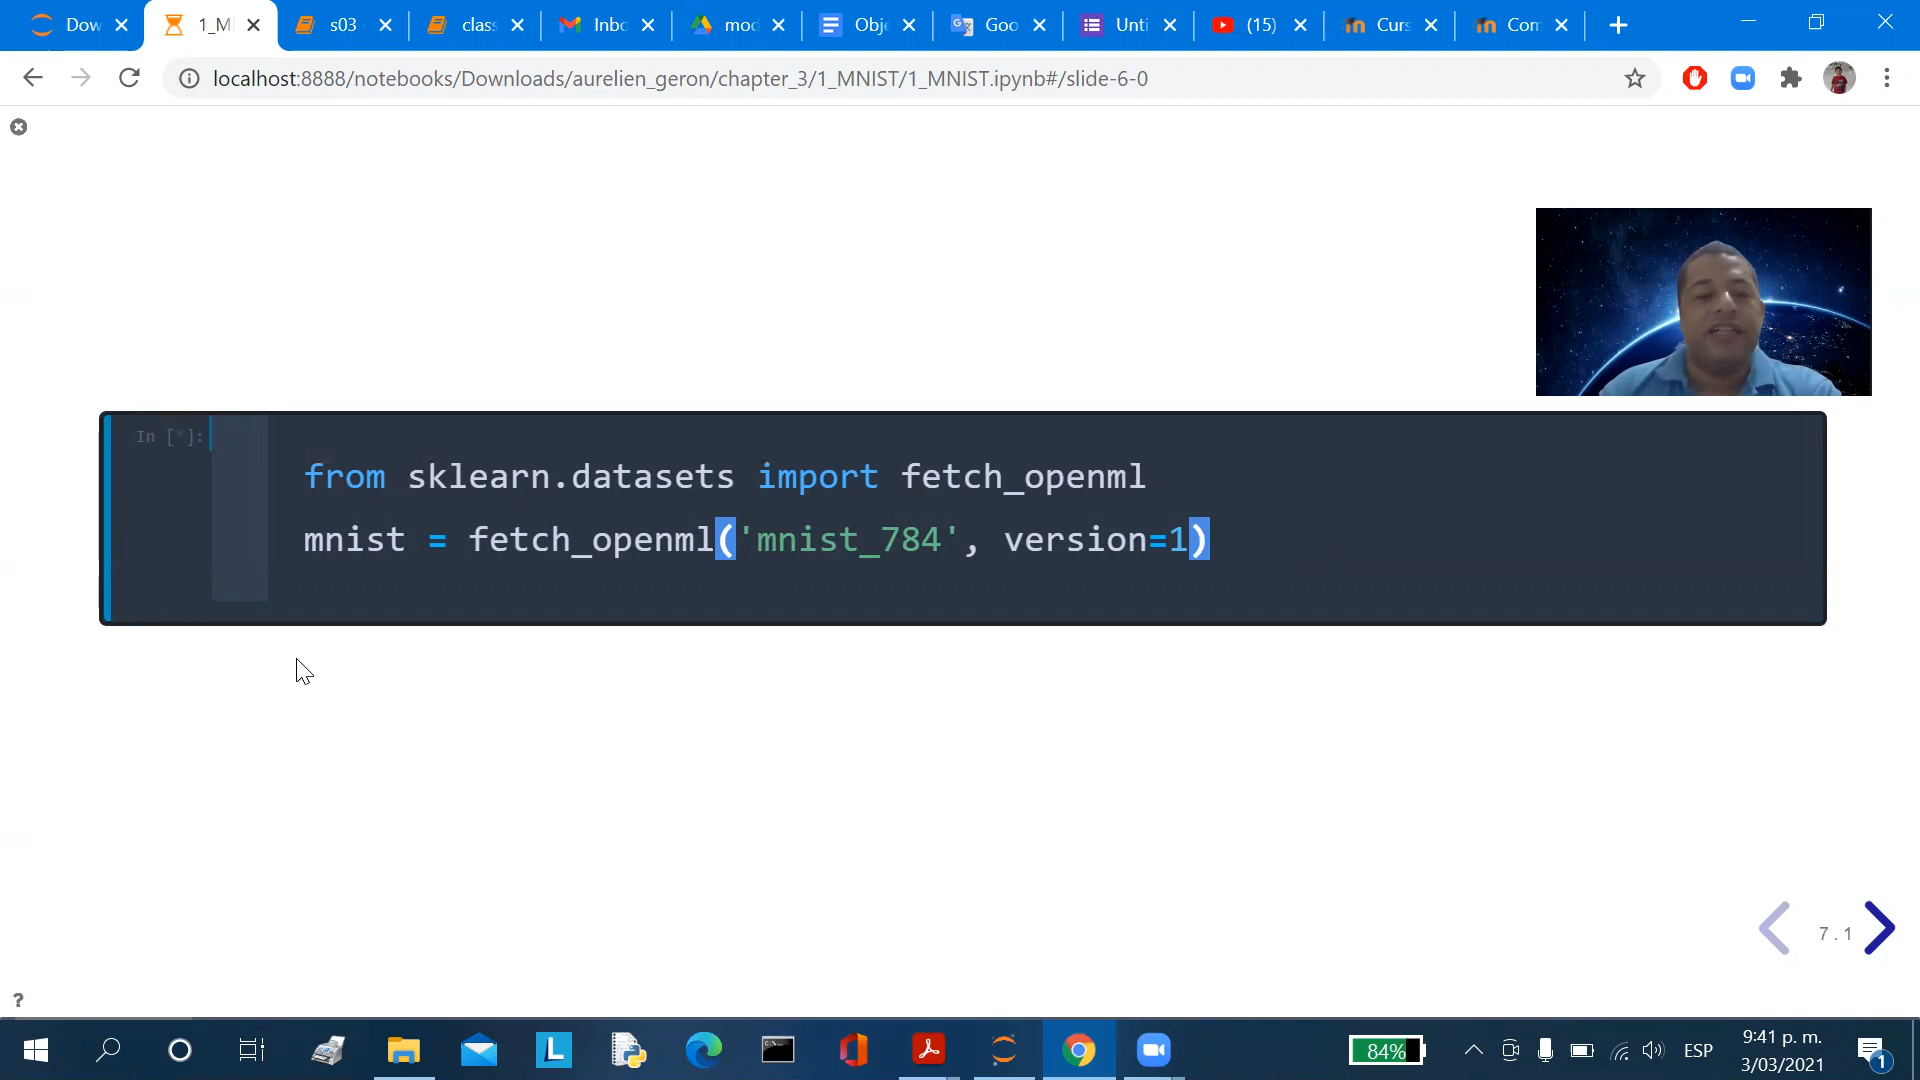 Dow
1_M
s03
class
Inbo
mod
Obje
Goo
Unti
(15)
Curs
Com
localhost:8888/notebooks/Downloads/aurelien_geron/chapter_3/1_MNIST/1_MNIST.ipynb#/slide-6-0
In [*]:
from sklearn.datasets import fetch_openml
mnist = fetch_openml('mnist_784', version=1)
7.1
?
84%
ESP
9:41 p. m.
3/03/2021
1